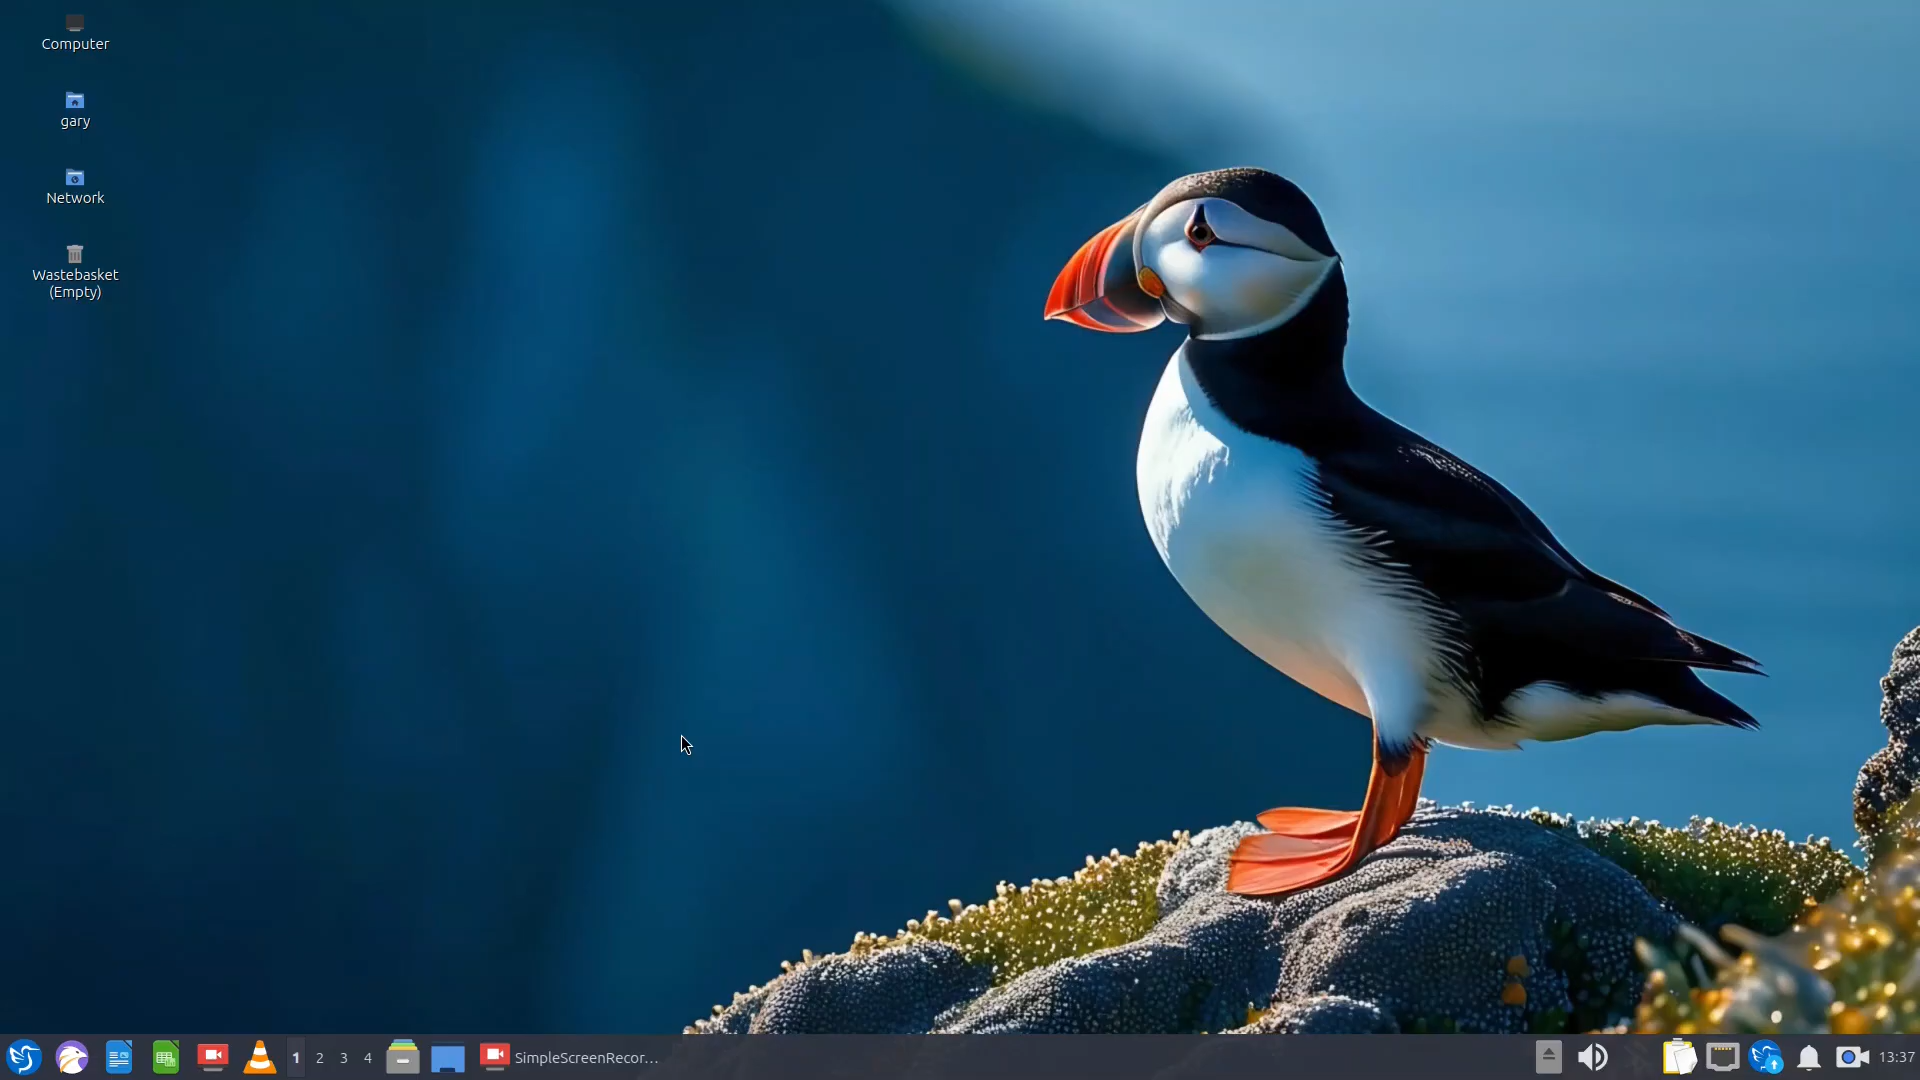 Computer
gary
Network
Wastebasket
(Empty)
1 2 3 4
SimpleScreenRecor...
13:37